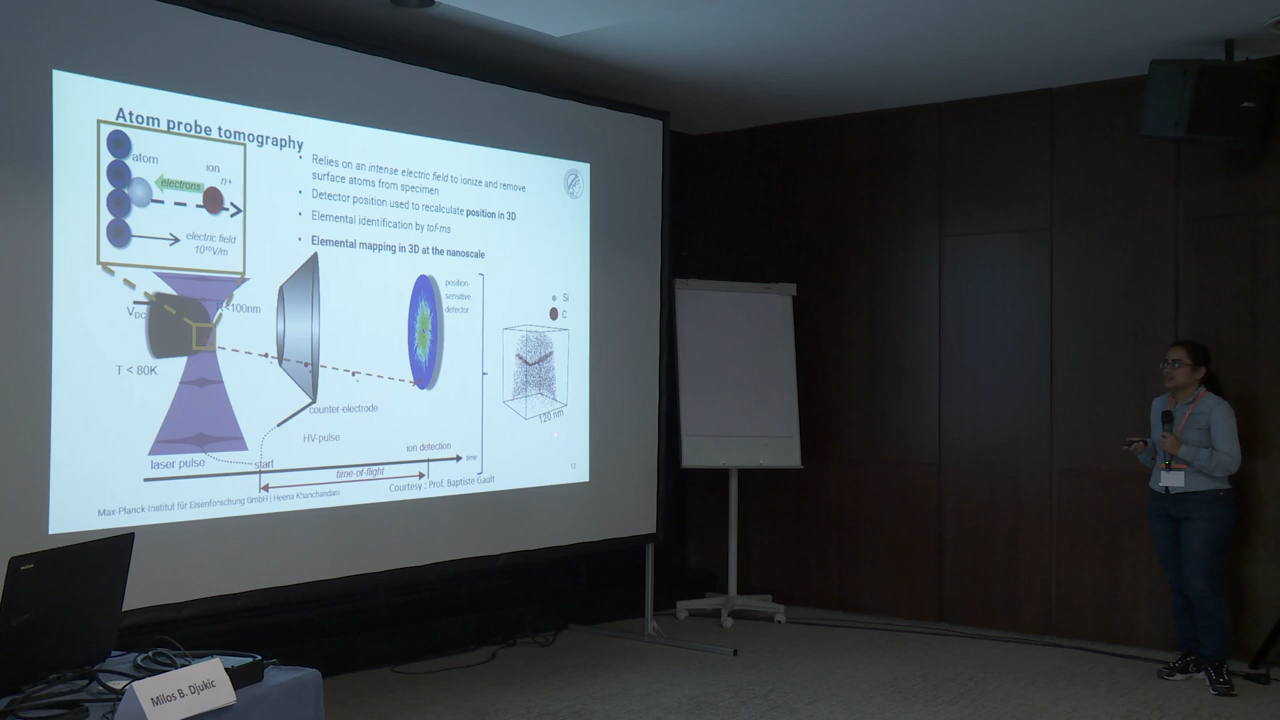 Atom probe tomography
atom
ion
n+
electrons
electric field
10¹⁰V/m
• Relies on an intense electric field to ionize and remove
surface atoms from specimen
• Detector position used to recalculate position in 3D
• Elemental identification by tof-ms
• Elemental mapping in 3D at the nanoscale
VDC
<100nm
T < 80K
position-
sensitive
detector
Si
C
120 nm
counter-electrode
HV-pulse
ion detection
laser pulse
start
time
time-of-flight
Courtesy : Prof. Baptiste Gault
Max-Planck-Institut für Eisenforschung GmbH | Heena Khanchandani
Milos B. Djukic